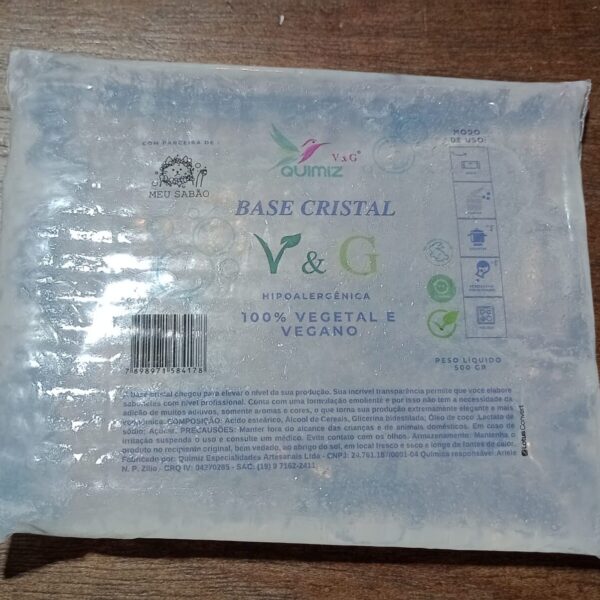 COM PARCERIA DE :
MEU SABÃO
V & G®
QUIMIZ
MODO
DE USO:
BASE CRISTAL
V & G
HIPOALERGÊNICA
100% VEGETAL E
VEGANO
PESO LÍQUIDO
500 GR
7 898971 584178
A base cristal chegou para elevar o nível da sua produção. Sua incrível transparência permite que você elabore
sabonetes com nível profissional. Conta com uma formulação emoliente e por isso não tem a necessidade da
adição de muitos aditivos, somente aromas e cores, o que torna sua produção extremamente elegante e mais
econômica. COMPOSIÇÃO: Acido esteárico, Alcool de Cereais, Glicerina bidestilada, Óleo de coco ,Lactato de
sódio, Açúcar. PRECAUÇÕES: Manter fora do alcance das crianças e de animais domésticos. Em caso de
irritação suspenda o uso e consulte um médico. Evite contato com os olhos. Armazenamento: Mantenha o
produto no recipiente original, bem vedado, ao abrigo do sol, em local fresco e seco e longe de fontes de calor.
Fabricado por: Quimiz Especialidades Artesanais Ltda - CNPJ: Química responsável: Ariele
N. P. Zilio - CRQ IV: 04270285 - SAC: (19) 9 7162-2411